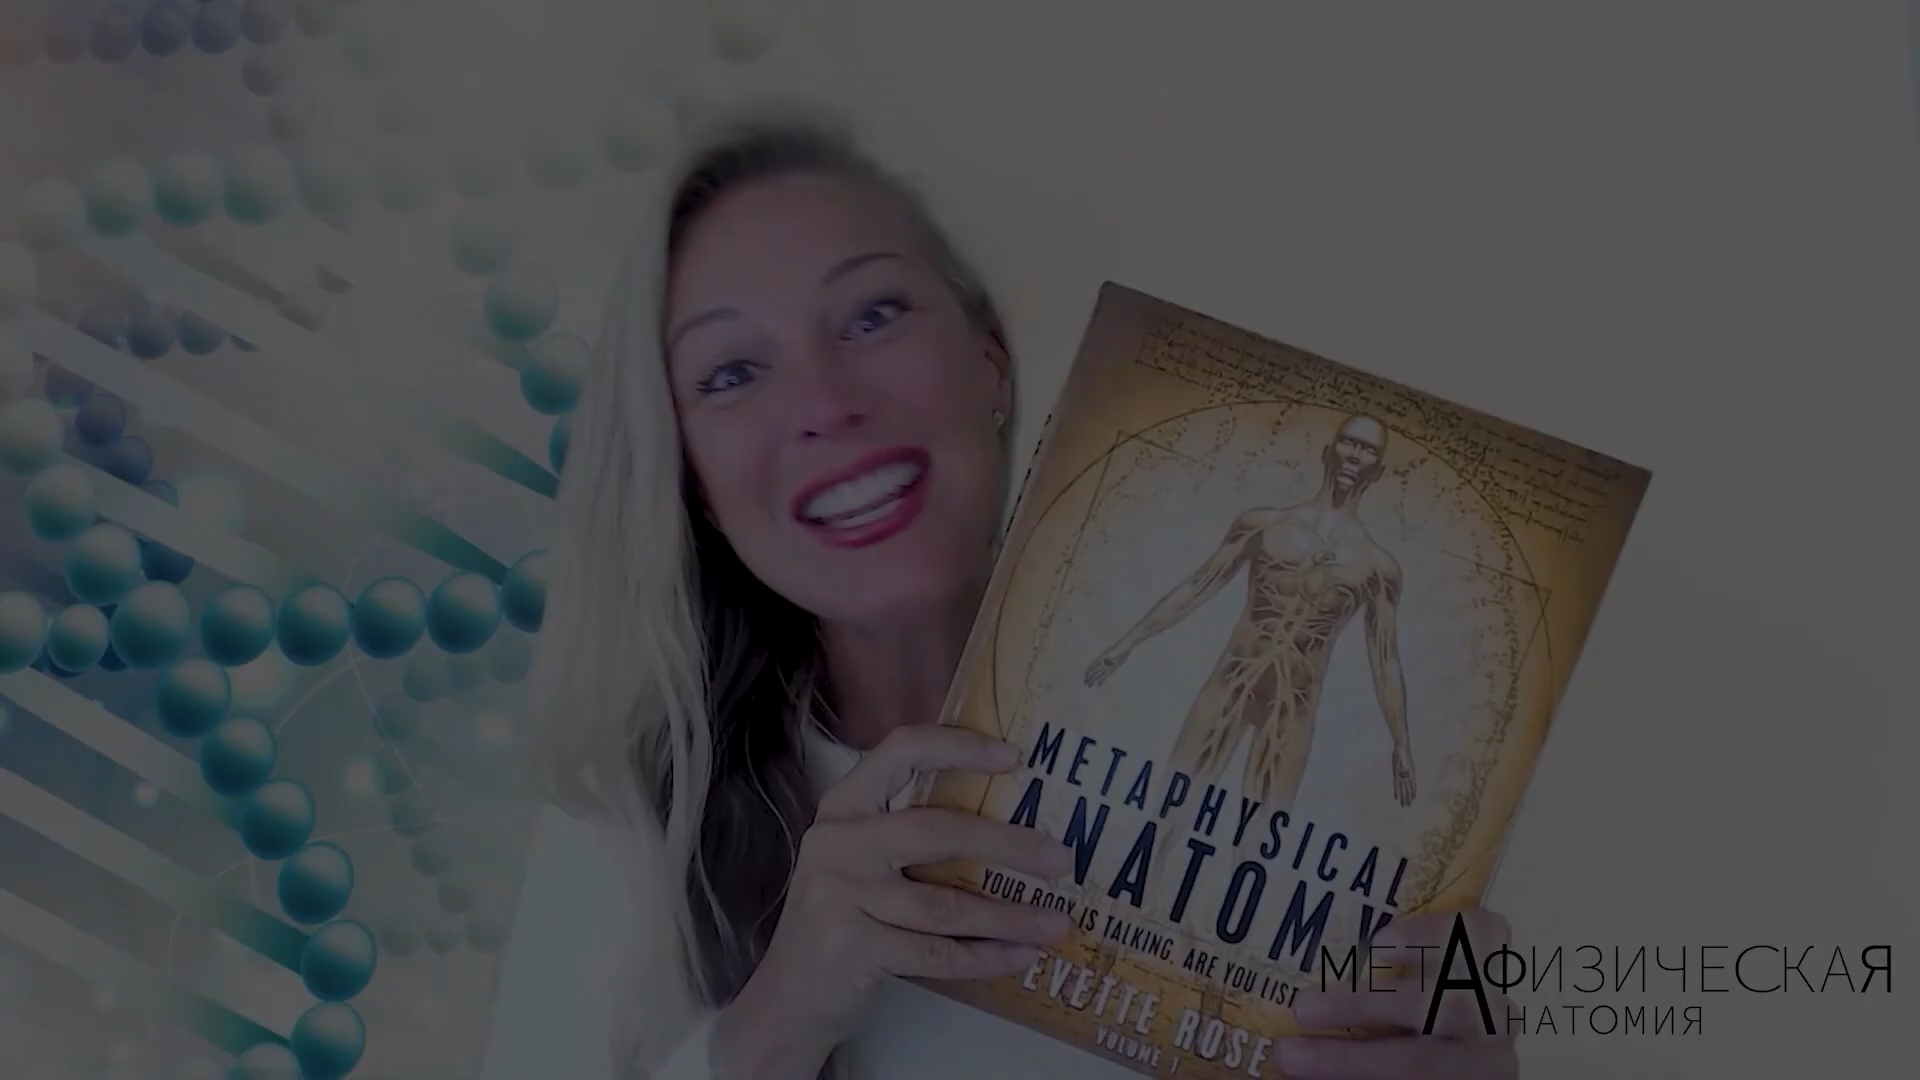 METAPHYSICAL
ANATOMY
YOUR BODY IS TALKING, ARE YOU LIST
EVETTE ROSE
VOLUME 1
МЕТАФИЗИЧЕСКАЯ
АНАТОМИЯ